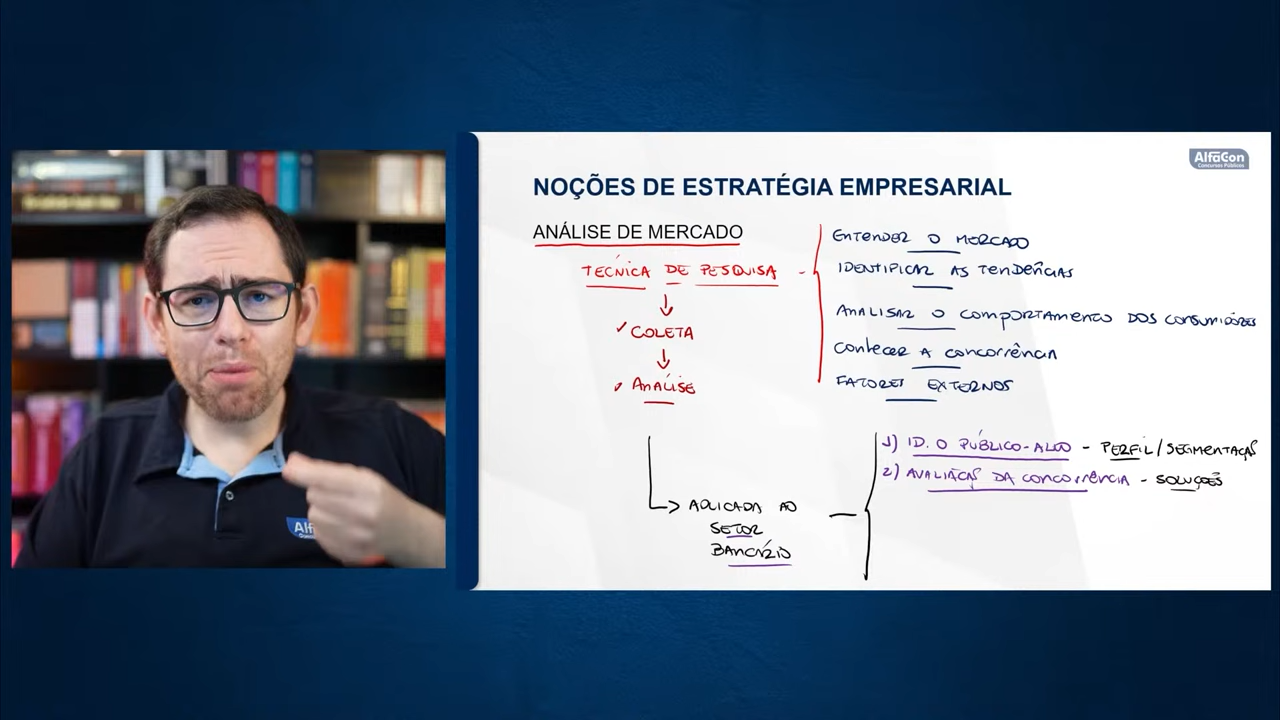 AlfaCon
Concursos Públicos
NOÇÕES DE ESTRATÉGIA EMPRESARIAL
ANÁLISE DE MERCADO
TÉCNICA DE PESQUISA -
↓
✓ COLETA
↓
✓ ANÁLISE
ENTENDER O MERCADO
IDENTIFICAR AS TENDÊNCIAS
ANALISAR O COMPORTAMENTO DOS CONSUMIDORES
CONHECER A CONCORRÊNCIA
FATORES EXTERNOS
→ APLICADA AO
SETOR
BANCÁRIO
1) ID. O PÚBLICO-ALVO - PERFIL/SEGMENTAÇÃO
2) AVALIAÇÃO DA CONCORRÊNCIA - SOLUÇÕES